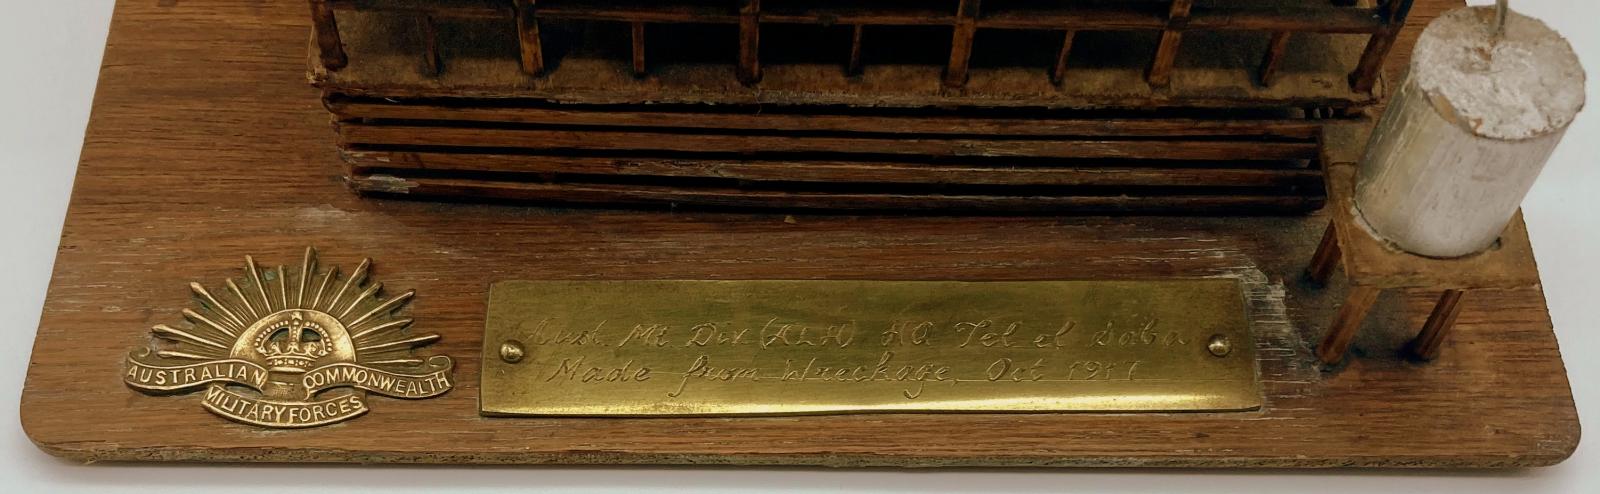 AUSTRALIAN COMMONWEALTH
MILITARY FORCES
Aust. Mt Div (ALH) HQ Tel el Saba
Made from Wreckage, Oct 1917